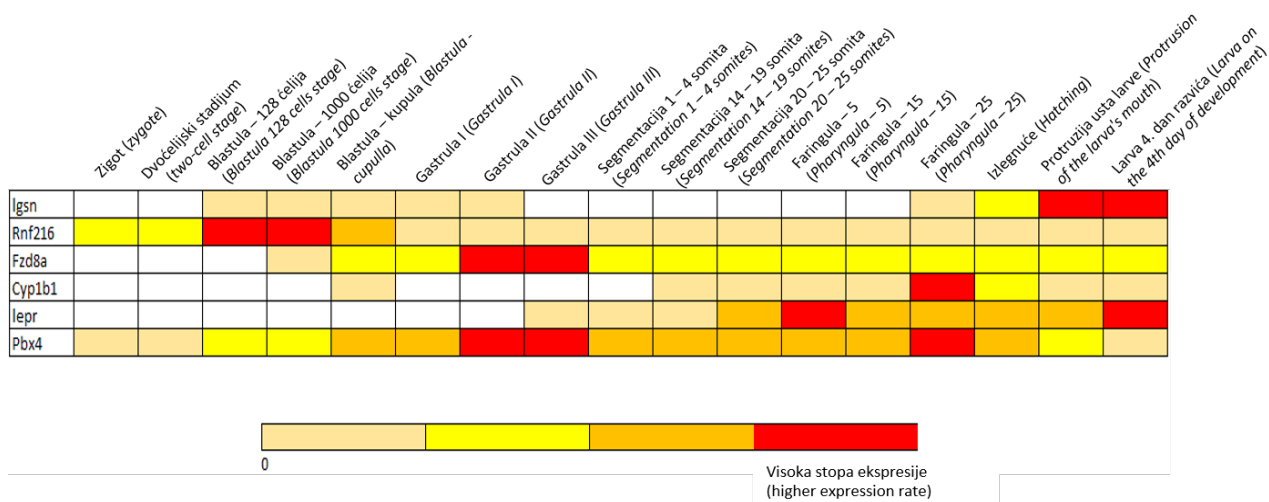 Zigot (zygote)
Dvoćelijski stadijum
(two-cell stage)
Blastula – 128 ćelija
(Blastula 128 cells stage)
Blastula – 1000 ćelija
(Blastula 1000 cells stage)
Blastula – kupula (Blastula -
cupulla)
Gastrula I (Gastrula I)
Gastrula II (Gastrula II)
Gastrula III (Gastrula III)
Segmentacija 1 – 4 somita
(Segmentation 1 – 4 somites)
Segmentacija 14 – 19 somita
(Segmentation 14 – 19 somites)
Segmentacija 20 – 25 somita
(Segmentation 20 – 25 somites)
Faringula – 5
(Pharyngula – 5)
Faringula – 15
(Pharyngula – 15)
Faringula – 25
(Pharyngula – 25)
Izlegnuće (Hatching)
Protruzija usta larve (Protrusion
of the larva's mouth)
Larva 4. dan razvića (Larva on
the 4th day of development)
lgsn
Rnf216
Fzd8a
Cyp1b1
lepr
Pbx4
0
Visoka stopa ekspresije
(higher expression rate)